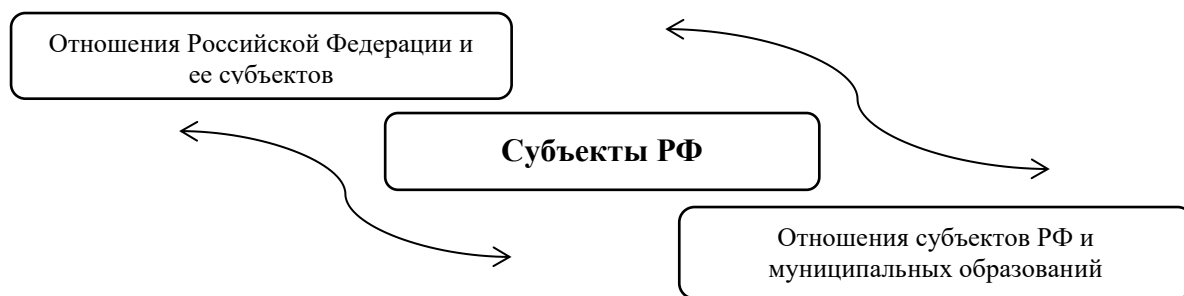 Отношения Российской Федерации и
ее субъектов
Субъекты РФ
Отношения субъектов РФ и
муниципальных образований